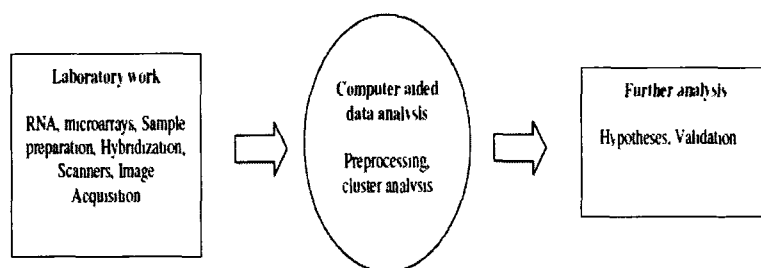 Laboratory work
RNA, microarrays, Sample
preparation, Hybridization,
Scanners, Image
Acquisition
Computer aided
data analysis
Preprocessing,
cluster analysis
Further analysis
Hypotheses, Validation